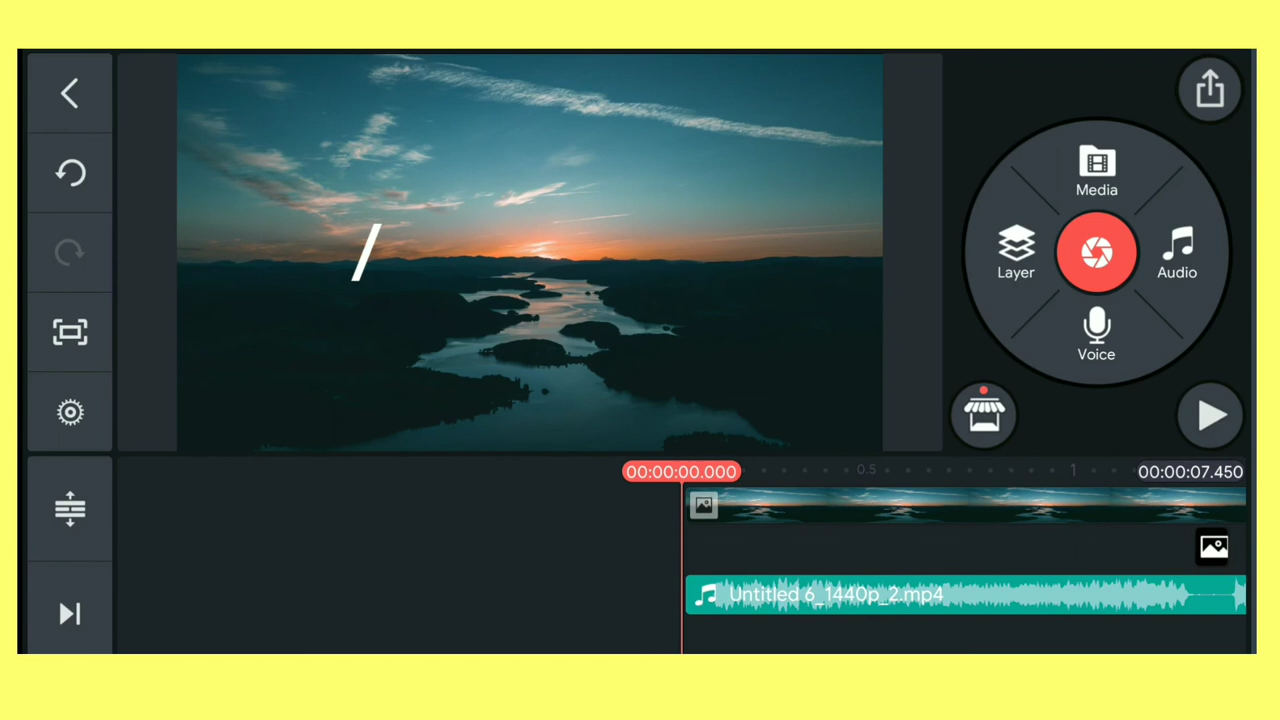 /
Media
Layer
Audio
Voice
00:00:00.000
0.5
1
00:00:07.450
Untitled 6_1440p_2.mp4